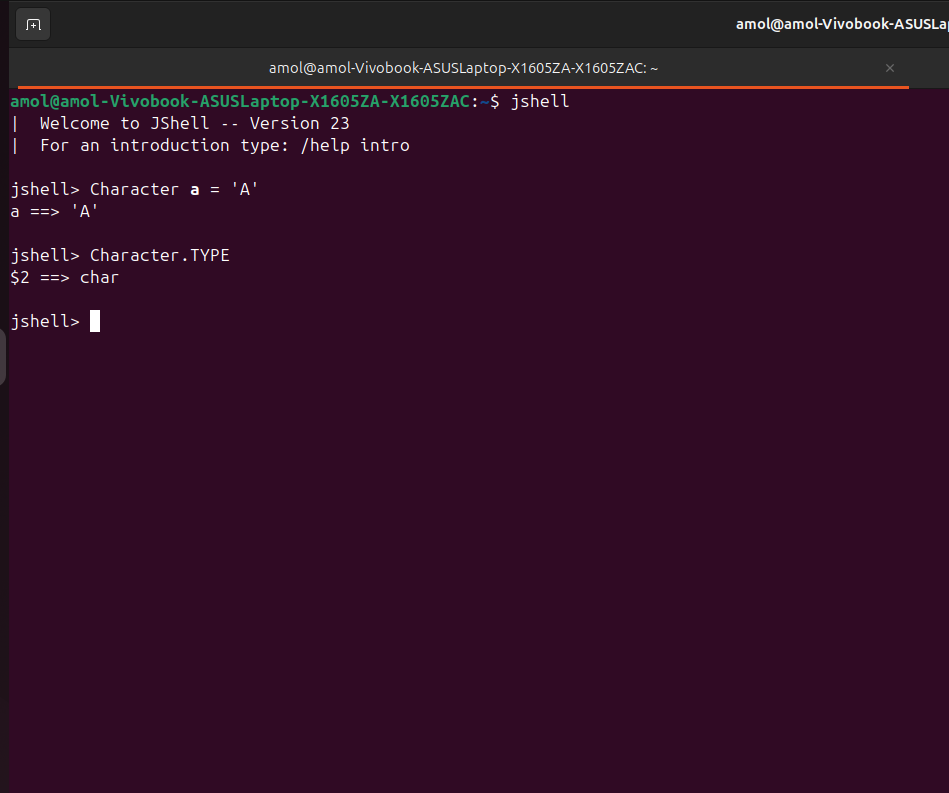 amol@amol-Vivobook-ASUSLa
amol@amol-Vivobook-ASUSLaptop-X1605ZA-X1605ZAC: ~
amol@amol-Vivobook-ASUSLaptop-X1605ZA-X1605ZAC:~$ jshell
|  Welcome to JShell -- Version 23
|  For an introduction type: /help intro
jshell> Character a = 'A'
a ==> 'A'
jshell> Character.TYPE
$2 ==> char
jshell>